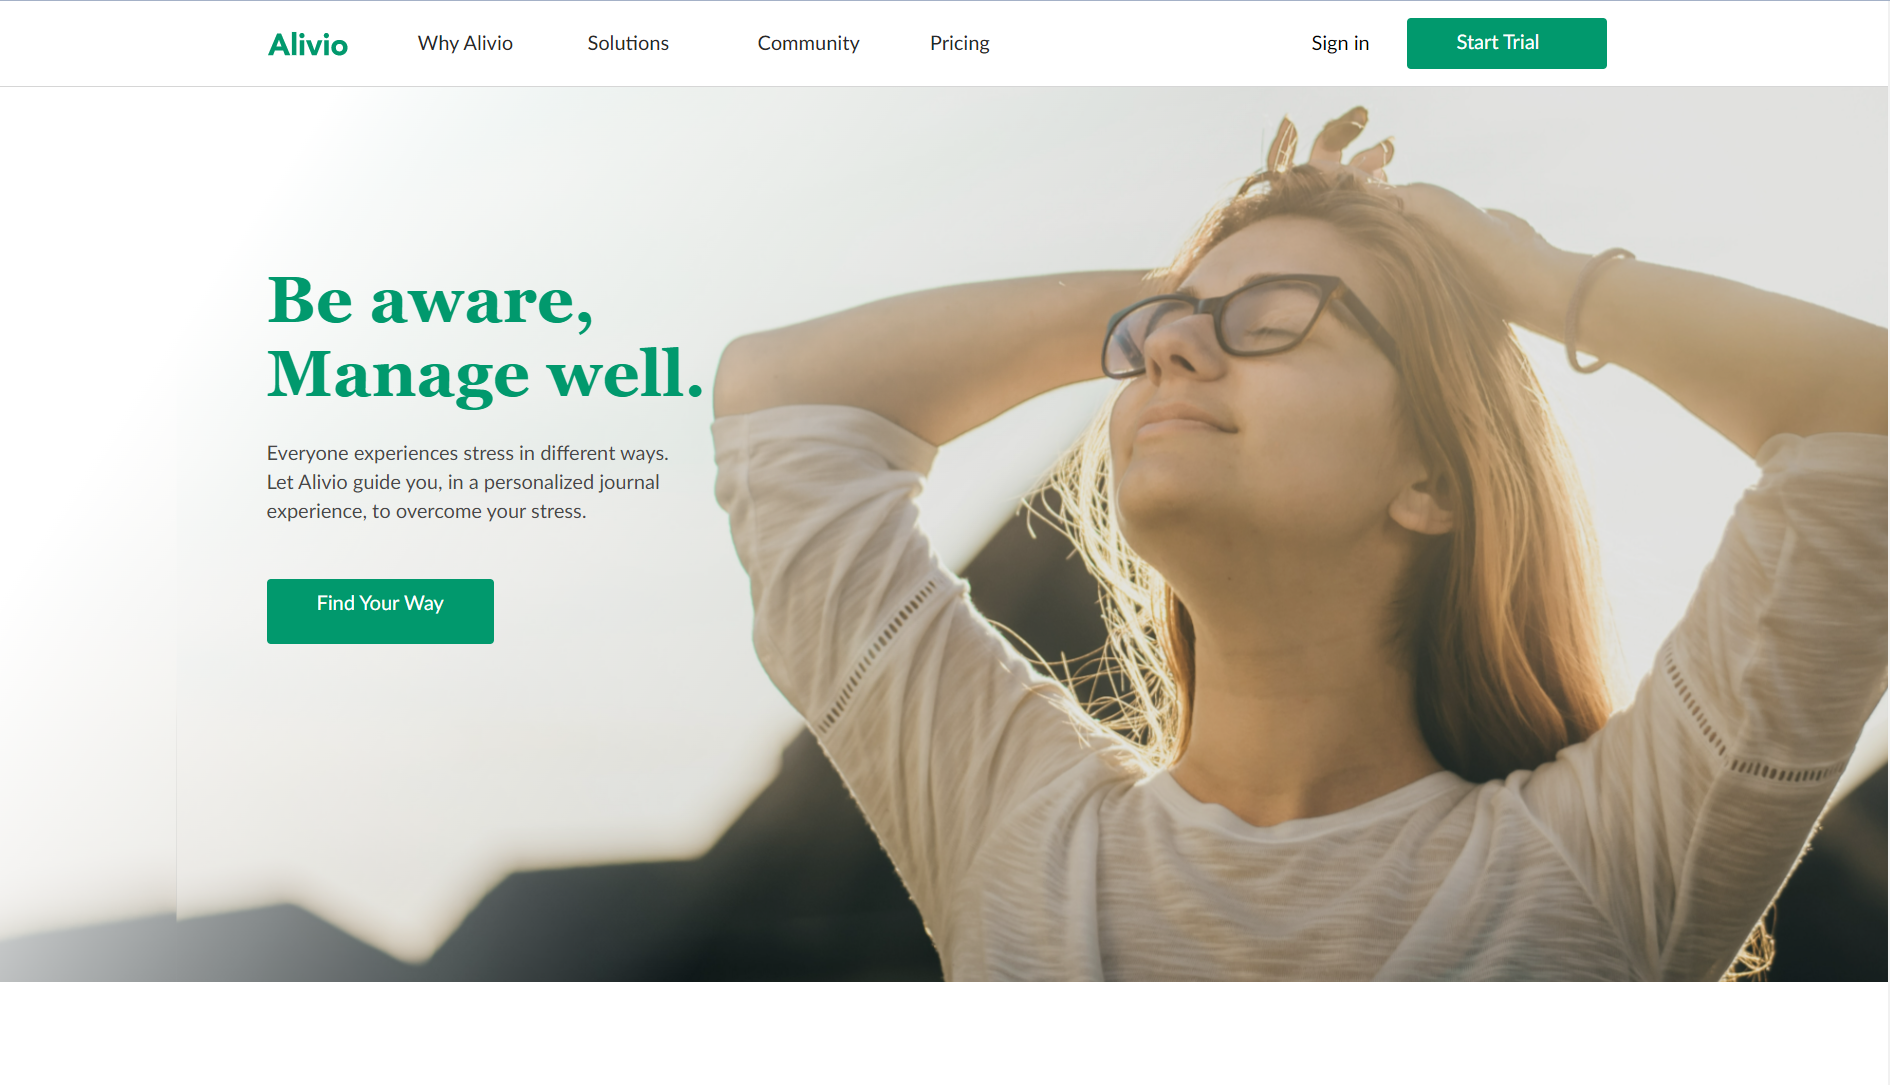 Alivio
Why Alivio
Solutions
Community
Pricing
Sign in
Start Trial
Be aware,
Manage well.
Everyone experiences stress in different ways.
Let Alivio guide you, in a personalized journal
experience, to overcome your stress.
Find Your Way